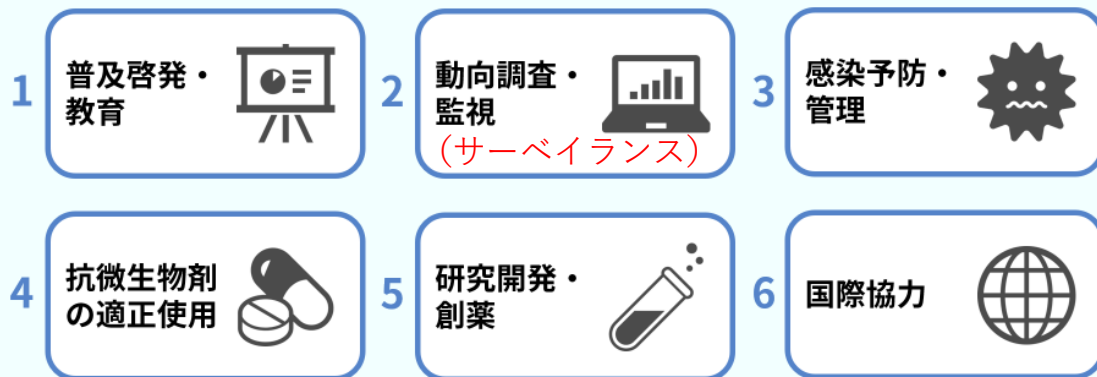 1
普及啓発・
教育
2
動向調査・
監視
（サーベイランス）
3
感染予防・
管理
4
抗微生物剤
の適正使用
5
研究開発・
創薬
6
国際協力